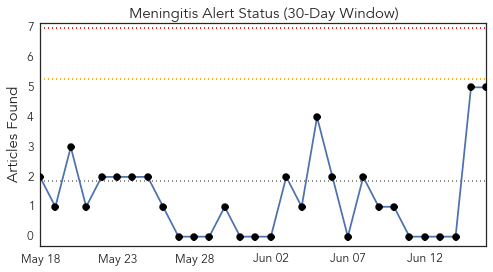 Meningitis Alert Status (30-Day Window)
Articles Found
7
6
5
4
3
2
1
0
May 18
May 23
May 28
Jun 02
Jun 07
Jun 12